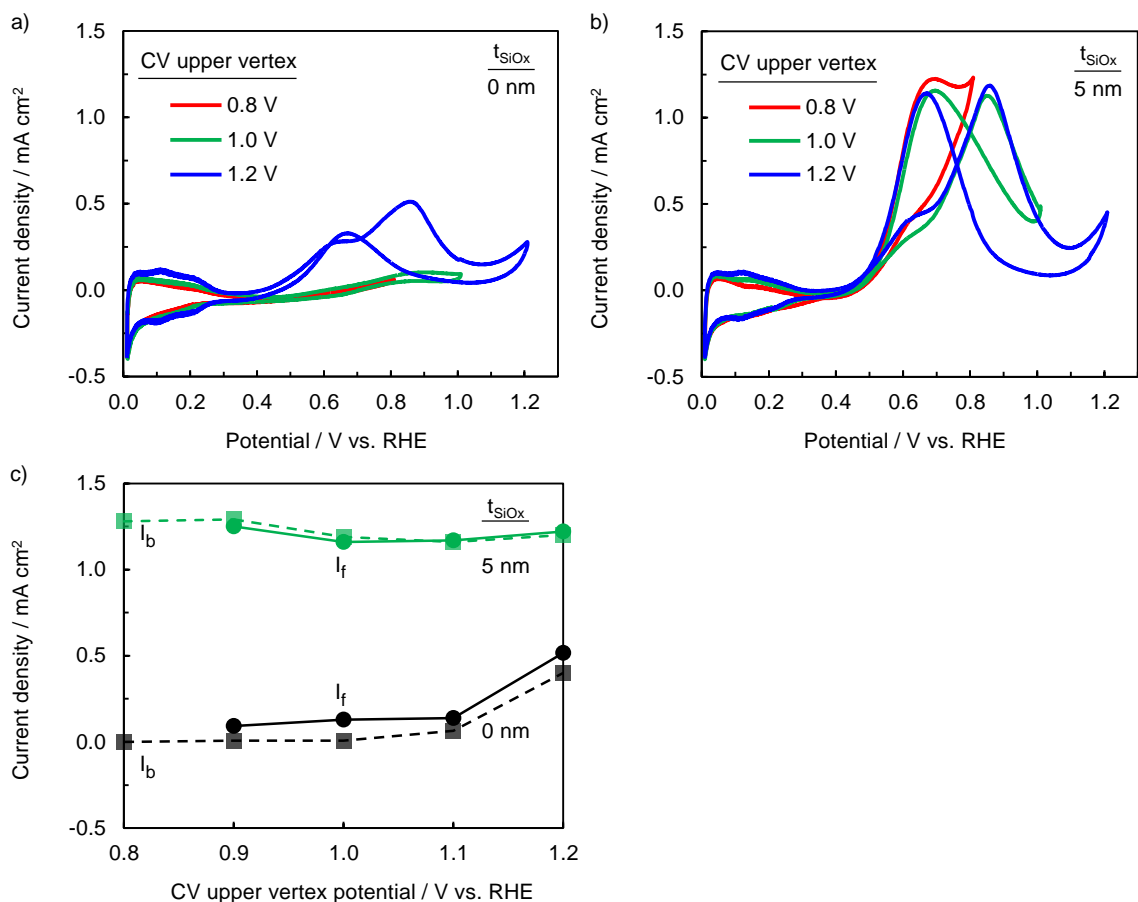 a)
Current density / mA cm²
1.5
1.0
0.5
0.0
-0.5
CV upper vertex
0.8 V
1.0 V
1.2 V
t_SiOx
0 nm
0.0 0.2 0.4 0.6 0.8 1.0 1.2
Potential / V vs. RHE
b)
Current density / mA cm⁻²
1.5
1.0
0.5
0.0
-0.5
CV upper vertex
0.8 V
1.0 V
1.2 V
t_SiOx
5 nm
0.0 0.2 0.4 0.6 0.8 1.0 1.2
Potential / V vs. RHE
c)
Current density / mA cm⁻²
1.5
1.0
0.5
0.0
-0.5
t_SiOx
I_b
I_f
5 nm
I_f
0 nm
I_b
0.8 0.9 1.0 1.1 1.2
CV upper vertex potential / V vs. RHE